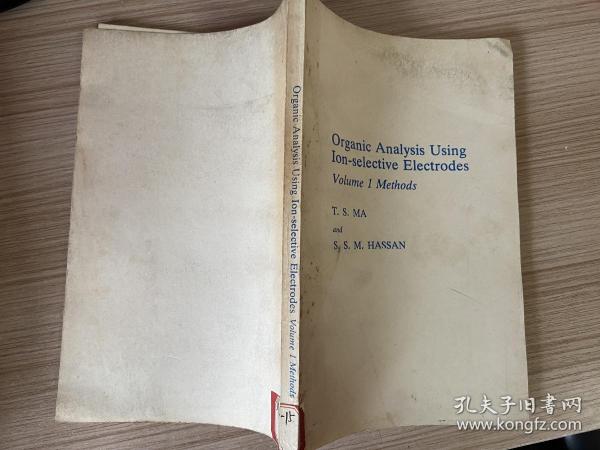 Organic Analysis Using Ion-selective Electrodes Volume 1 Methods
Organic Analysis Using
Ion-selective Electrodes
Volume 1 Methods
T. S. MA
and
S. S. M. HASSAN
孔夫子旧书网
www.kongfz.com